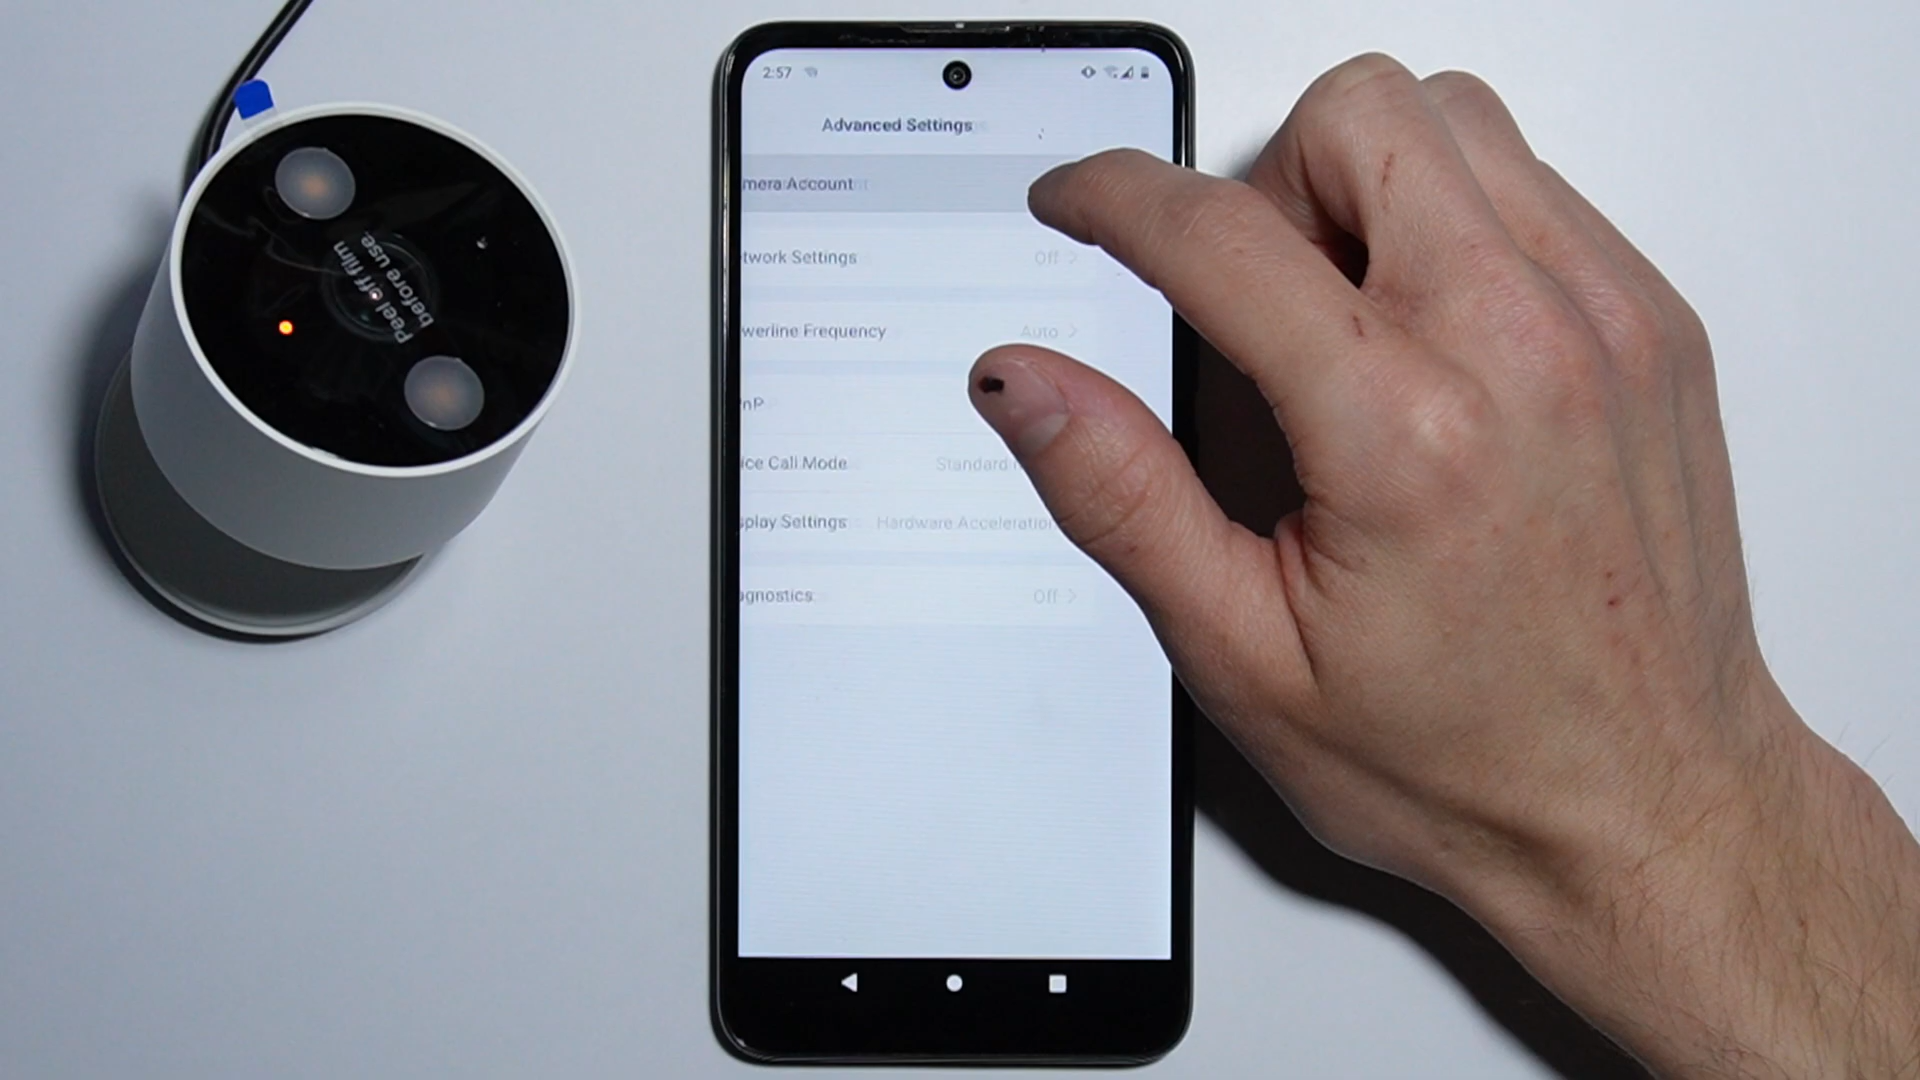 2:57
Advanced Settings
mera Account
twork Settings Off
werline Frequency Auto
nP
ice Call Mode Standard
splay Settings Hardware Acceleration
gnostics Off
Peel off film
before use.